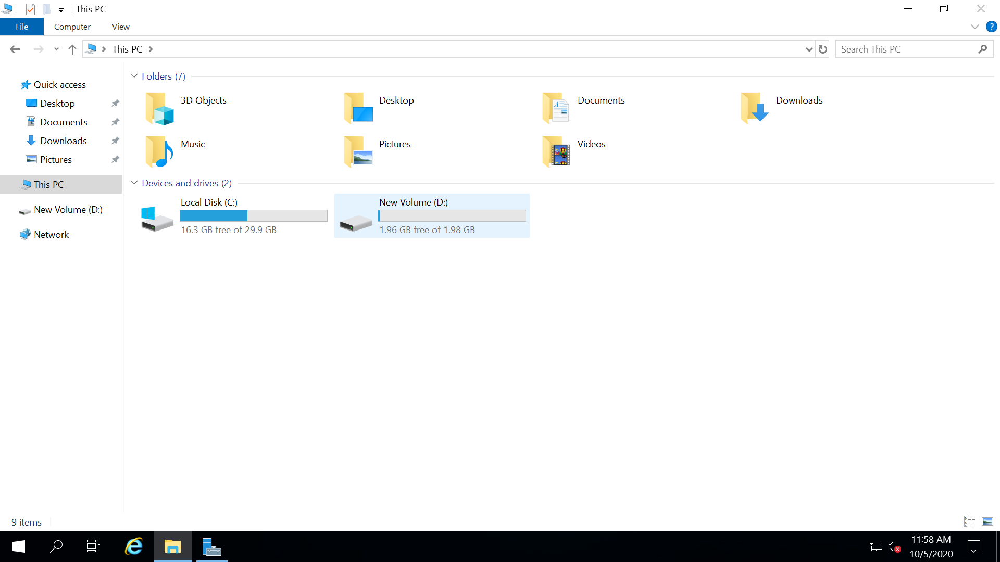 This PC
File
Computer
View
?
This PC
Search This PC
Quick access
Desktop
Documents
Downloads
Pictures
This PC
New Volume (D:)
Network
Folders (7)
3D Objects
Desktop
Documents
Downloads
Music
Pictures
Videos
Devices and drives (2)
Local Disk (C:)
16.3 GB free of 29.9 GB
New Volume (D:)
1.96 GB free of 1.98 GB
9 items
11:58 AM
10/5/2020